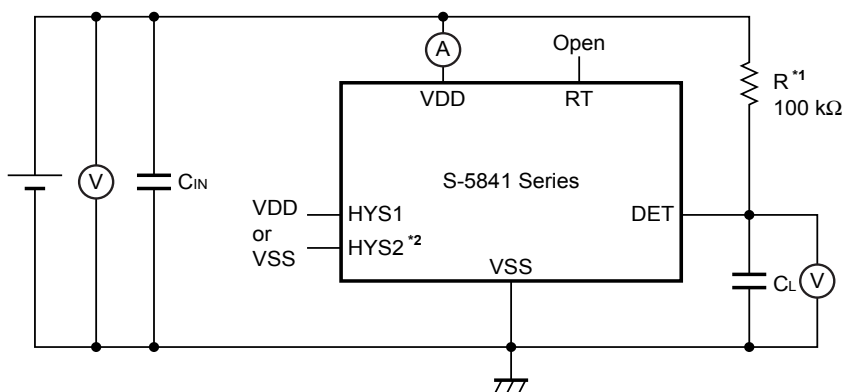 A
Open
VDD
RT
R *1
100 kΩ
V
CIN
S-5841 Series
VDD
or
VSS
HYS1
HYS2 *2
DET
VSS
CL
V